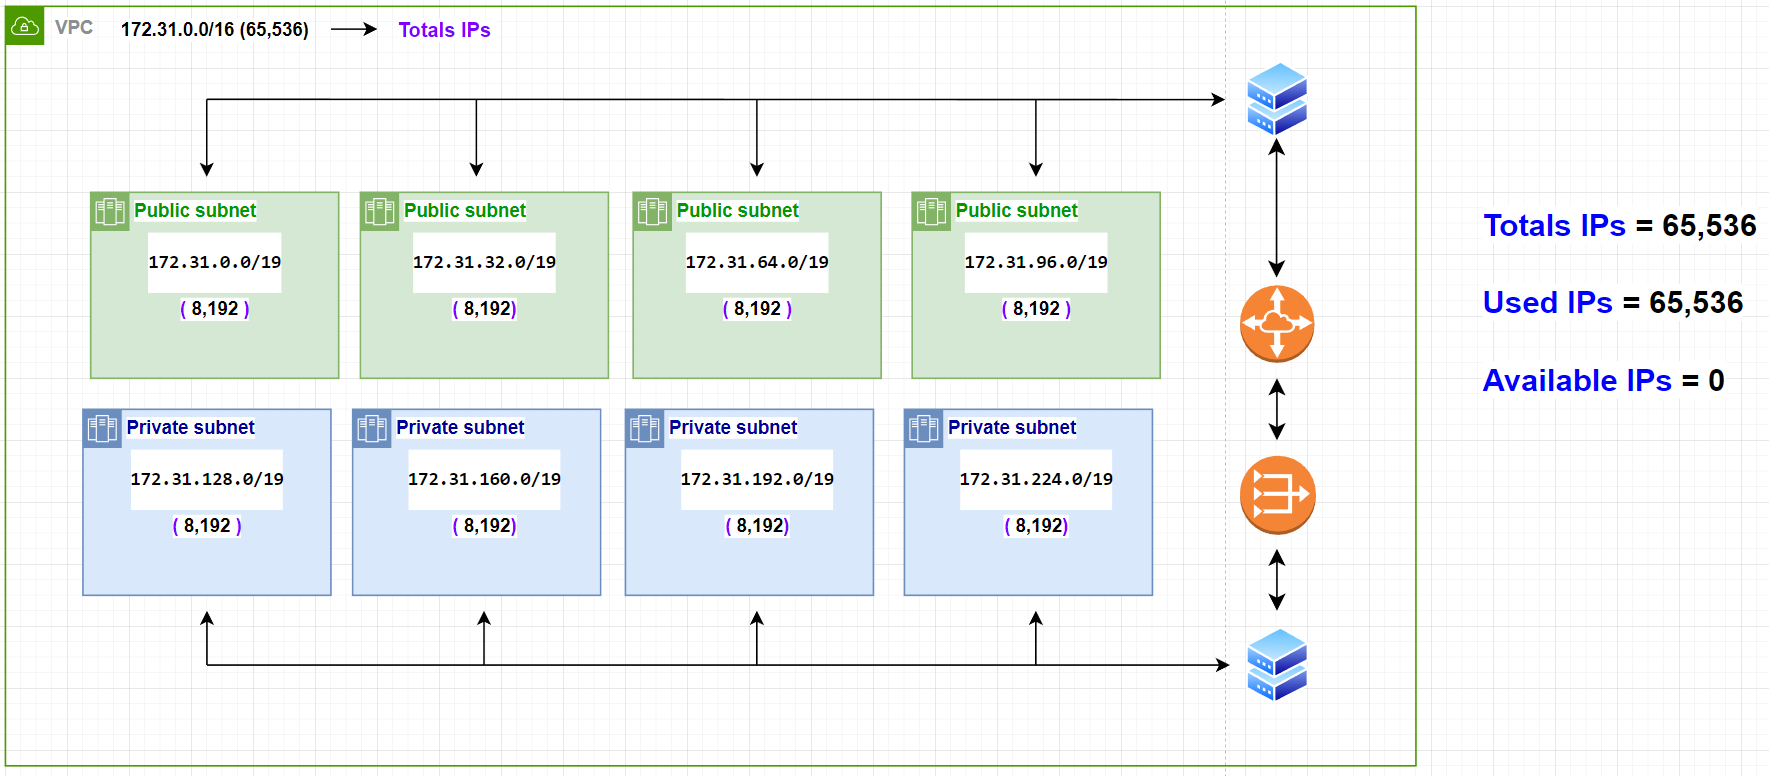 VPC 172.31.0.0/16 (65,536) Totals IPs
Public subnet
172.31.0.0/19
( 8,192 )
Public subnet
172.31.32.0/19
( 8,192)
Public subnet
172.31.64.0/19
( 8,192 )
Public subnet
172.31.96.0/19
( 8,192 )
Private subnet
172.31.128.0/19
( 8,192 )
Private subnet
172.31.160.0/19
( 8,192)
Private subnet
172.31.192.0/19
( 8,192)
Private subnet
172.31.224.0/19
( 8,192)
Totals IPs = 65,536
Used IPs = 65,536
Available IPs = 0